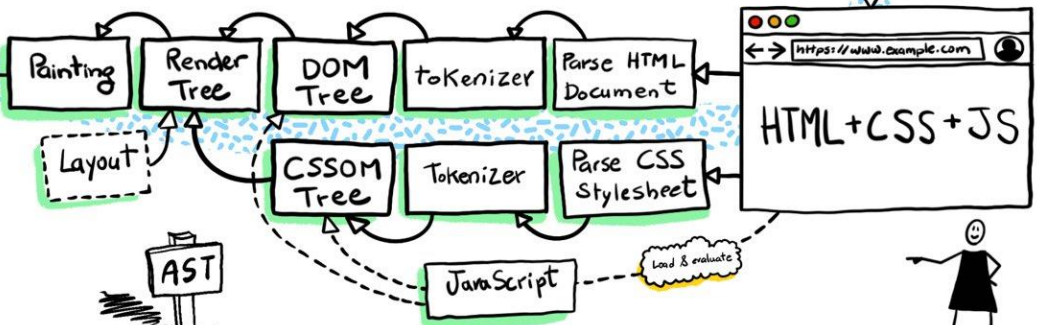 Painting
Render
Tree
DOM
Tree
toKenizer
Parse HTML
Document
https://www.example.com
HTML+CSS+JS
Layout
CSSOM
Tree
Tokenizer
Parse CSS
Stylesheet
Load & evaluate
JavaScript
AST